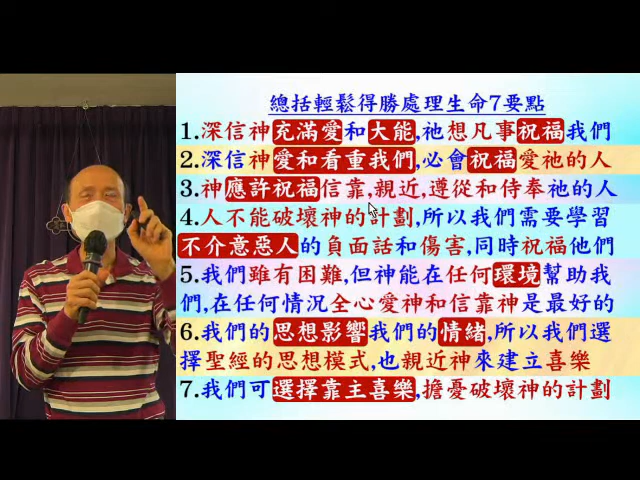 總括輕鬆得勝處理生命7要點
1.深信神充滿愛和大能,祂想凡事祝福我們
2.深信神愛和看重我們,必會祝福愛祂的人
3.神應許祝福信靠,親近,遵從和侍奉祂的人
4.人不能破壞神的計劃,所以我們需要學習
不介意惡人的負面話和傷害,同時祝福他們
5.我們雖有困難,但神能在任何環境幫助我
們,在任何情況全心愛神和信靠神是最好的
6.我們的思想影響我們的情緒,所以我們選
擇聖經的思想模式,也親近神來建立喜樂
7.我們可選擇靠主喜樂,擔憂破壞神的計劃